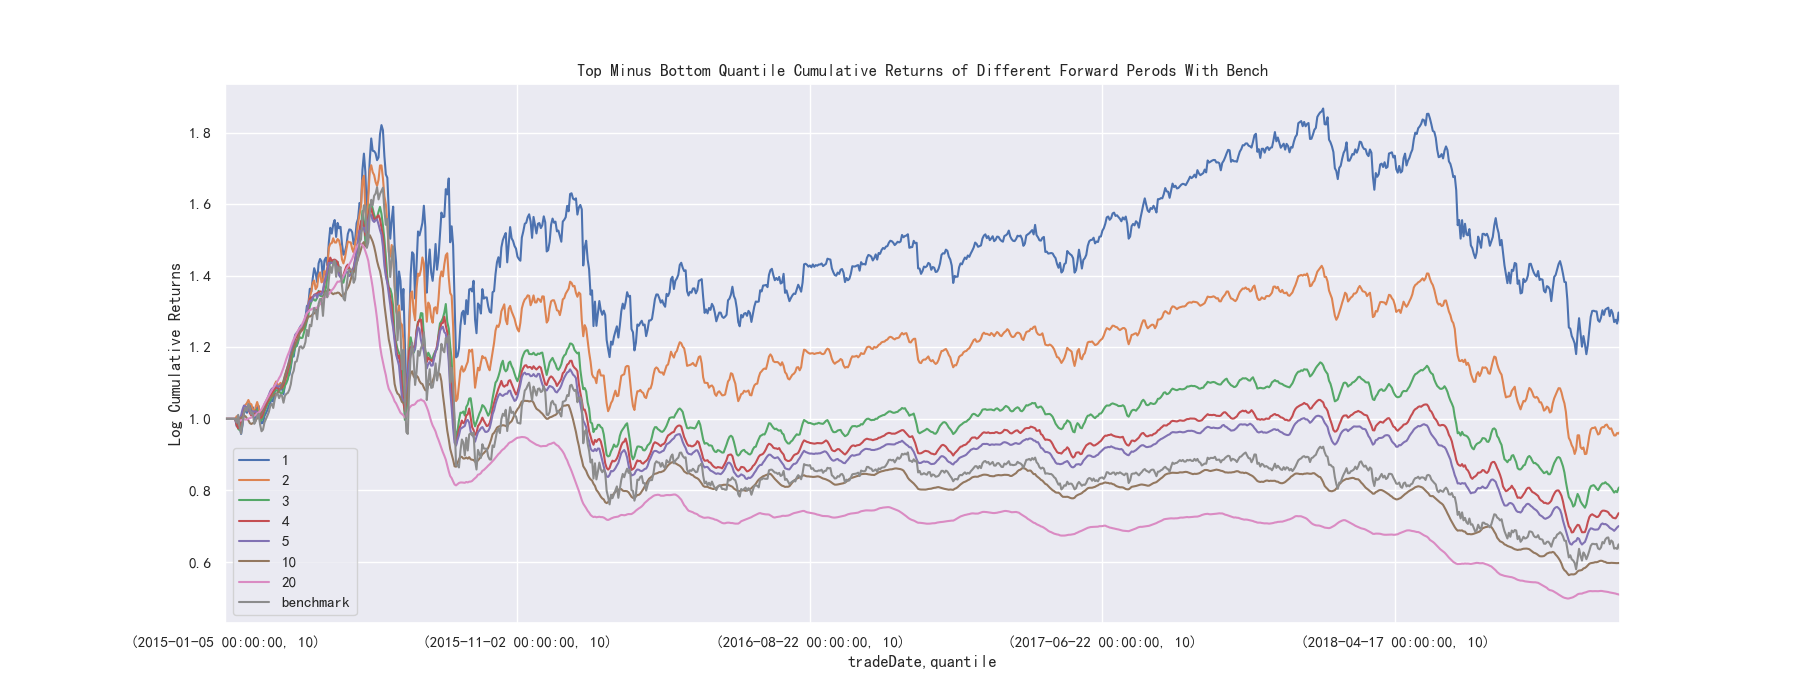 Top Minus Bottom Quantile Cumulative Returns of Different Forward Perods With Bench
Log Cumulative Returns
1.8
1.6
1.4
1.2
1.0
0.8
0.6
1
2
3
4
5
10
20
benchmark
(2015-01-05 00:00:00, 10)
(2015-11-02 00:00:00, 10)
(2016-08-22 00:00:00, 10)
(2017-06-22 00:00:00, 10)
(2018-04-17 00:00:00, 10)
tradeDate,quantile